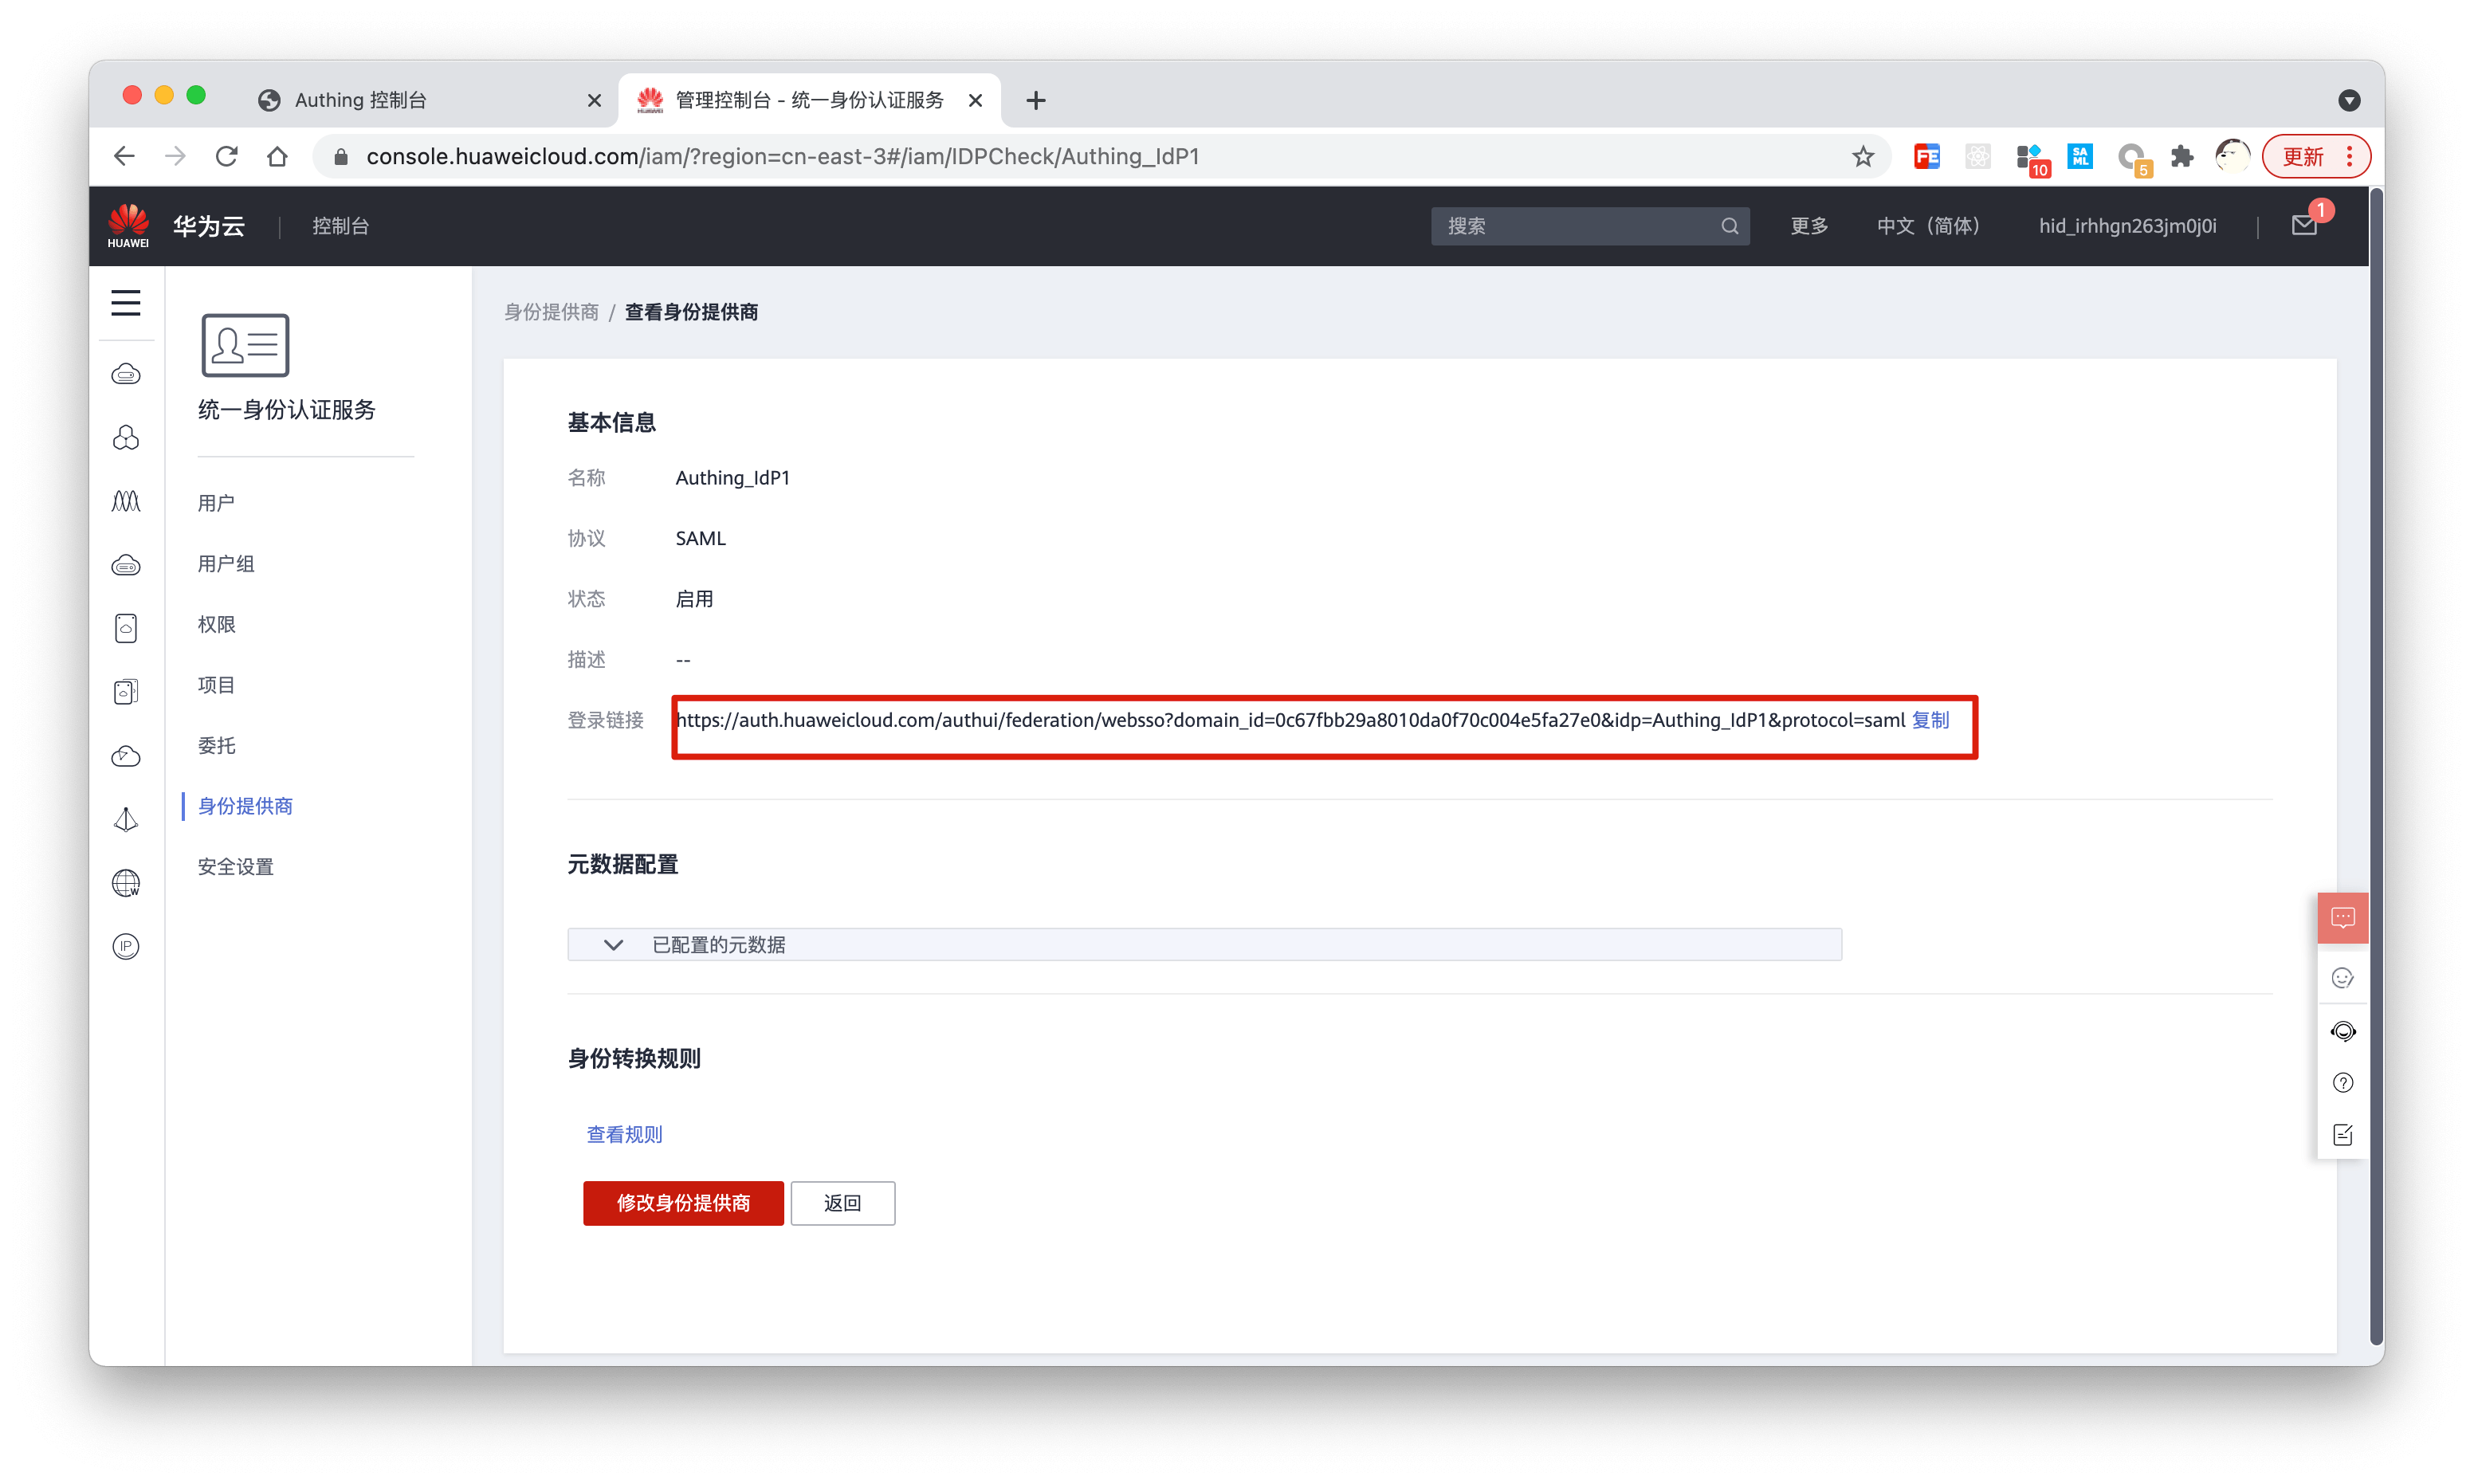 Authing 控制台
管理控制台 - 统一身份认证服务
console.huaweicloud.com/iam/?region=cn-east-3#/iam/IDPCheck/Authing_IdP1
FE
10
SA
ML
5
更新
HUAWEI
华为云
控制台
搜索
更多
中文（简体）
hid_irhhgn263jm0j0i
1
统一身份认证服务
用户
用户组
权限
项目
委托
身份提供商
安全设置
身份提供商 / 查看身份提供商
基本信息
名称 Authing_IdP1
协议 SAML
状态 启用
描述 --
登录链接 https://auth.huaweicloud.com/authui/federation/websso?domain_id=0c67fbb29a8010da0f70c004e5fa27e0&idp=Authing_IdP1&protocol=saml 复制
元数据配置
已配置的元数据
身份转换规则
查看规则
修改身份提供商 返回
W
IP